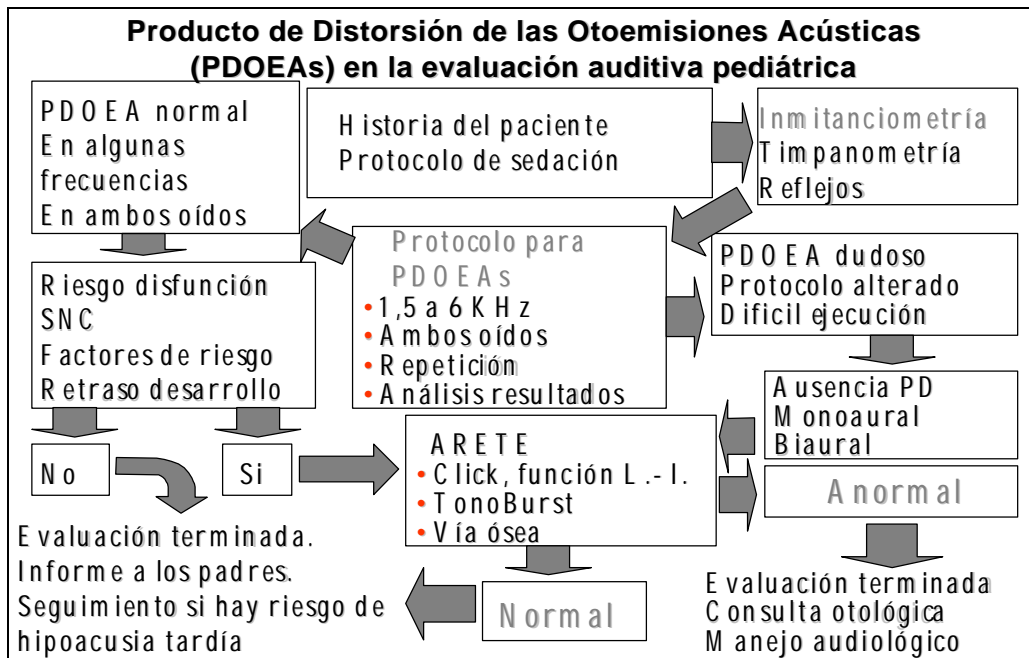 Producto de Distorsión de las Otoemisiones Acústicas
(PDOEAs) en la evaluación auditiva pediátrica
PDOEA normal
En algunas
frecuencias
En ambos oídos
Historia del paciente
Protocolo de sedación
Inmitanciometría
Timpanometría
Reflejos
Protocolo para
PDOEAs
• 1,5 a 6 KHz
• Ambos oídos
• Repetición
• Análisis resultados
PDOEA dudoso
Protocolo alterado
Dificil ejecución
Riesgo disfunción
SNC
Factores de riesgo
Retraso desarrollo
Ausencia PD
Monoaural
Biaural
No
Si
ARETE
• Click, función L.- I.
• TonoBurst
• Vía ósea
Anormal
Evaluación terminada.
Informe a los padres.
Seguimiento si hay riesgo de
hipoacusia tardía
Normal
Evaluación terminada
Consulta otológica
Manejo audiológico